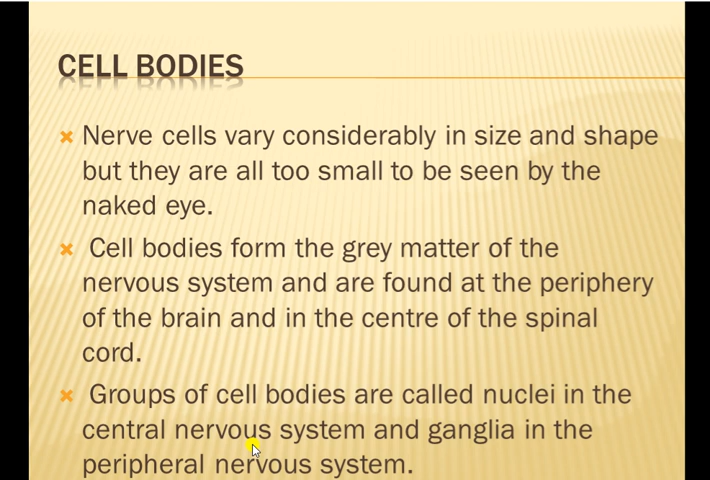 CELL BODIES
Nerve cells vary considerably in size and shape
but they are all too small to be seen by the
naked eye.
Cell bodies form the grey matter of the
nervous system and are found at the periphery
of the brain and in the centre of the spinal
cord.
Groups of cell bodies are called nuclei in the
central nervous system and ganglia in the
peripheral nervous system.